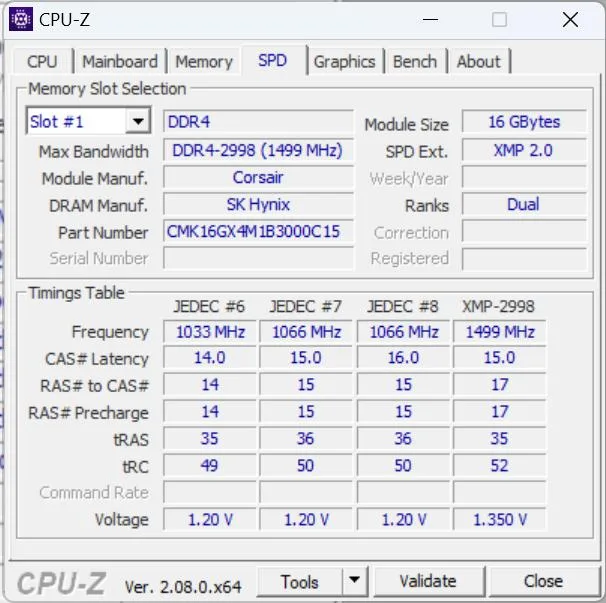 CPU-Z
CPU Mainboard Memory SPD Graphics Bench About
Memory Slot Selection
Slot #1 DDR4 Module Size 16 GBytes
Max Bandwidth DDR4-2998 (1499 MHz) SPD Ext. XMP 2.0
Module Manuf. Corsair Week/Year
DRAM Manuf. SK Hynix Ranks Dual
Part Number CMK16GX4M1B3000C15 Correction
Serial Number Registered
Timings Table
JEDEC #6 JEDEC #7 JEDEC #8 XMP-2998
Frequency 1033 MHz 1066 MHz 1066 MHz 1499 MHz
CAS# Latency 14.0 15.0 16.0 15.0
RAS# to CAS# 14 15 15 17
RAS# Precharge 14 15 15 17
tRAS 35 36 36 35
tRC 49 50 50 52
Command Rate
Voltage 1.20 V 1.20 V 1.20 V 1.350 V
CPU-Z Ver. 2.08.0.x64 Tools Validate Close